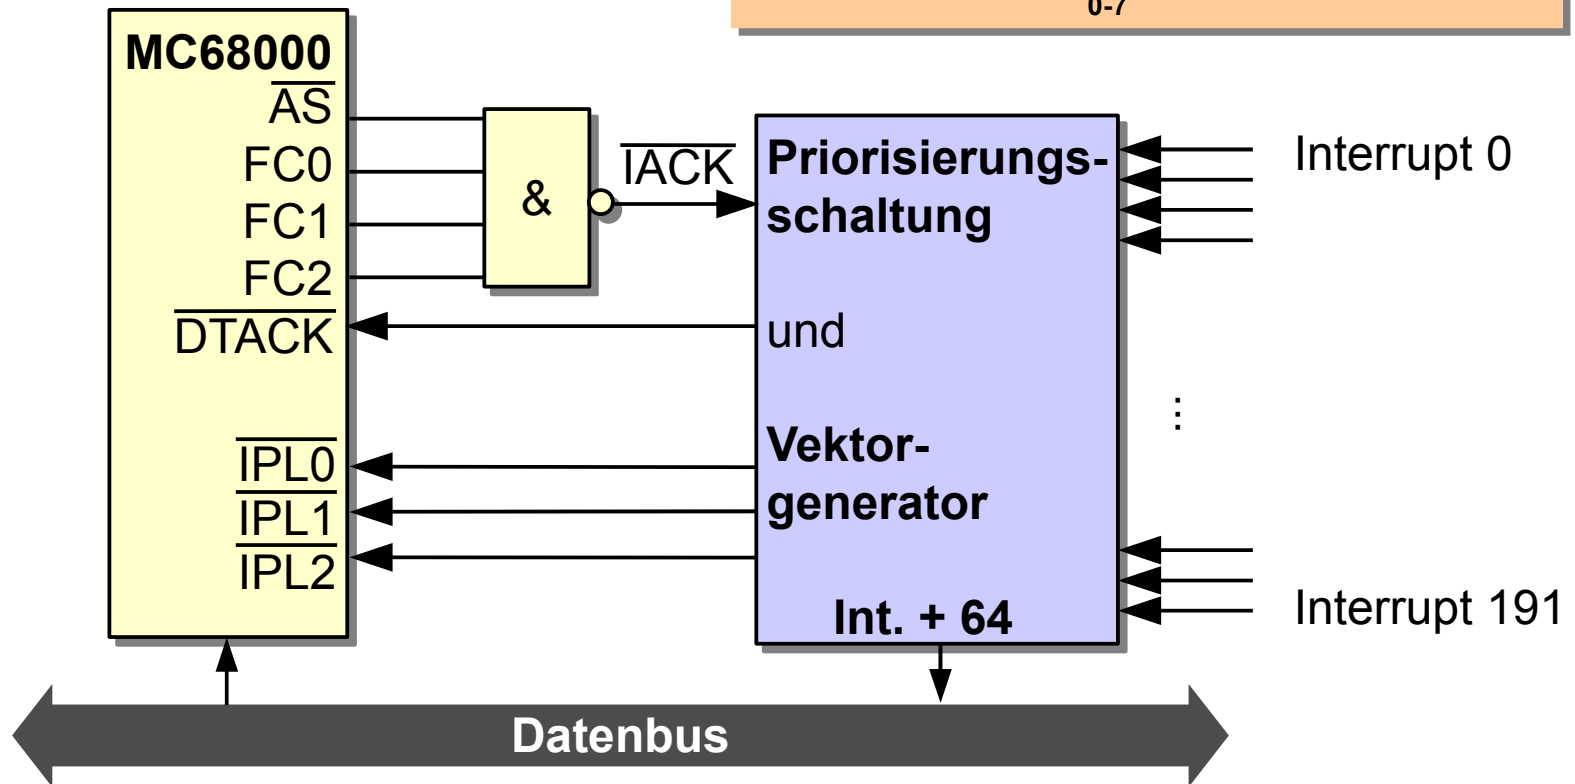 0-7
MC68000
AS
FC0
FC1
FC2
DTACK
IPL0
IPL1
IPL2
&
IACK
Priorisierungs-
schaltung
und
Vektor-
generator
Int. + 64
Interrupt 0
⋮
Interrupt 191
Datenbus